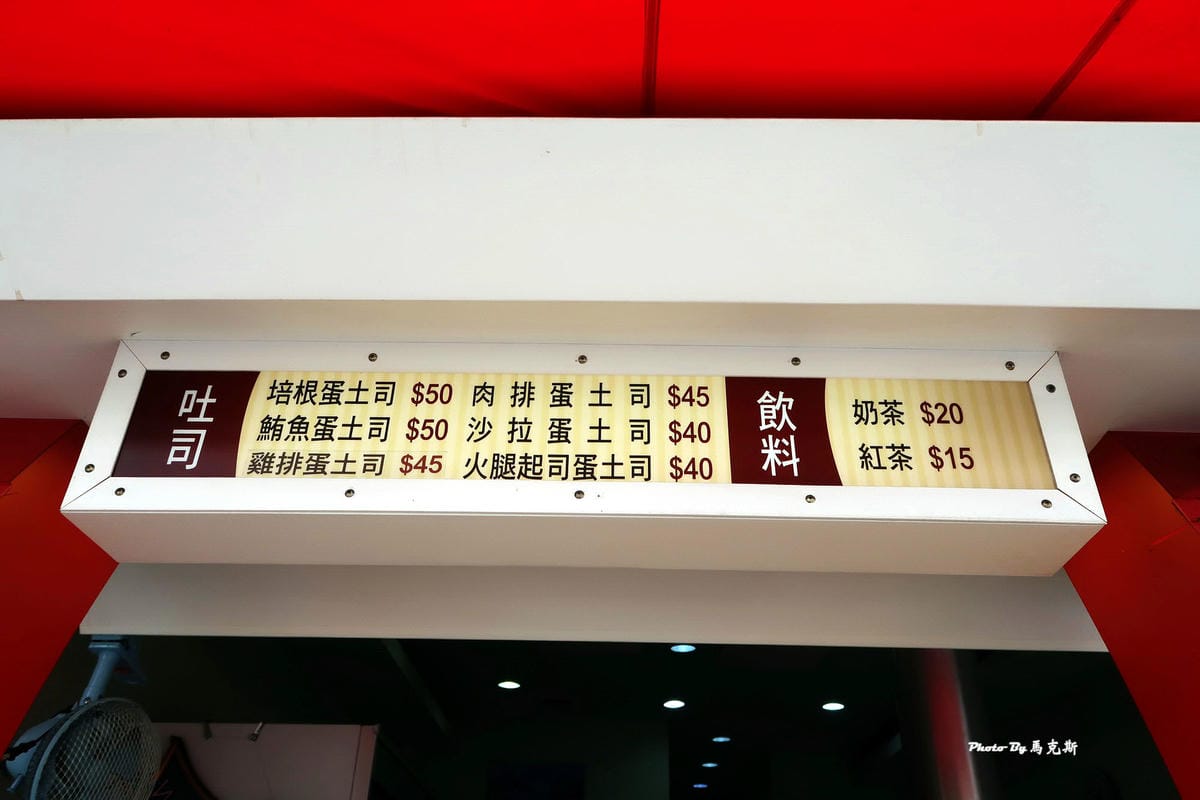 吐司
培根蛋土司 $50 肉排蛋土司 $45
鮪魚蛋土司 $50 沙拉蛋土司 $40
雞排蛋土司 $45 火腿起司蛋土司 $40
飲料
奶茶 $20
紅茶 $15
Photo By 馬克斯